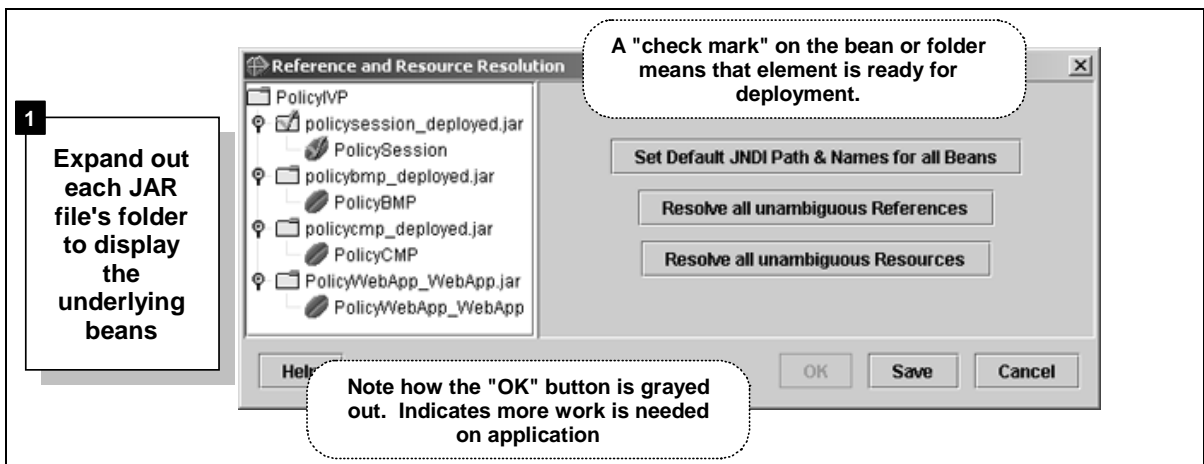 A "check mark" on the bean or folder
means that element is ready for
deployment.
Reference and Resource Resolution
1
Expand out
each JAR
file's folder
to display
the
underlying
beans
PolicyIVP
policysession_deployed.jar
PolicySession
policybmp_deployed.jar
PolicyBMP
policycmp_deployed.jar
PolicyCMP
PolicyWebApp_WebApp.jar
PolicyWebApp_WebApp
Set Default JNDI Path & Names for all Beans
Resolve all unambiguous References
Resolve all unambiguous Resources
Help
OK
Save
Cancel
Note how the "OK" button is grayed
out. Indicates more work is needed
on application